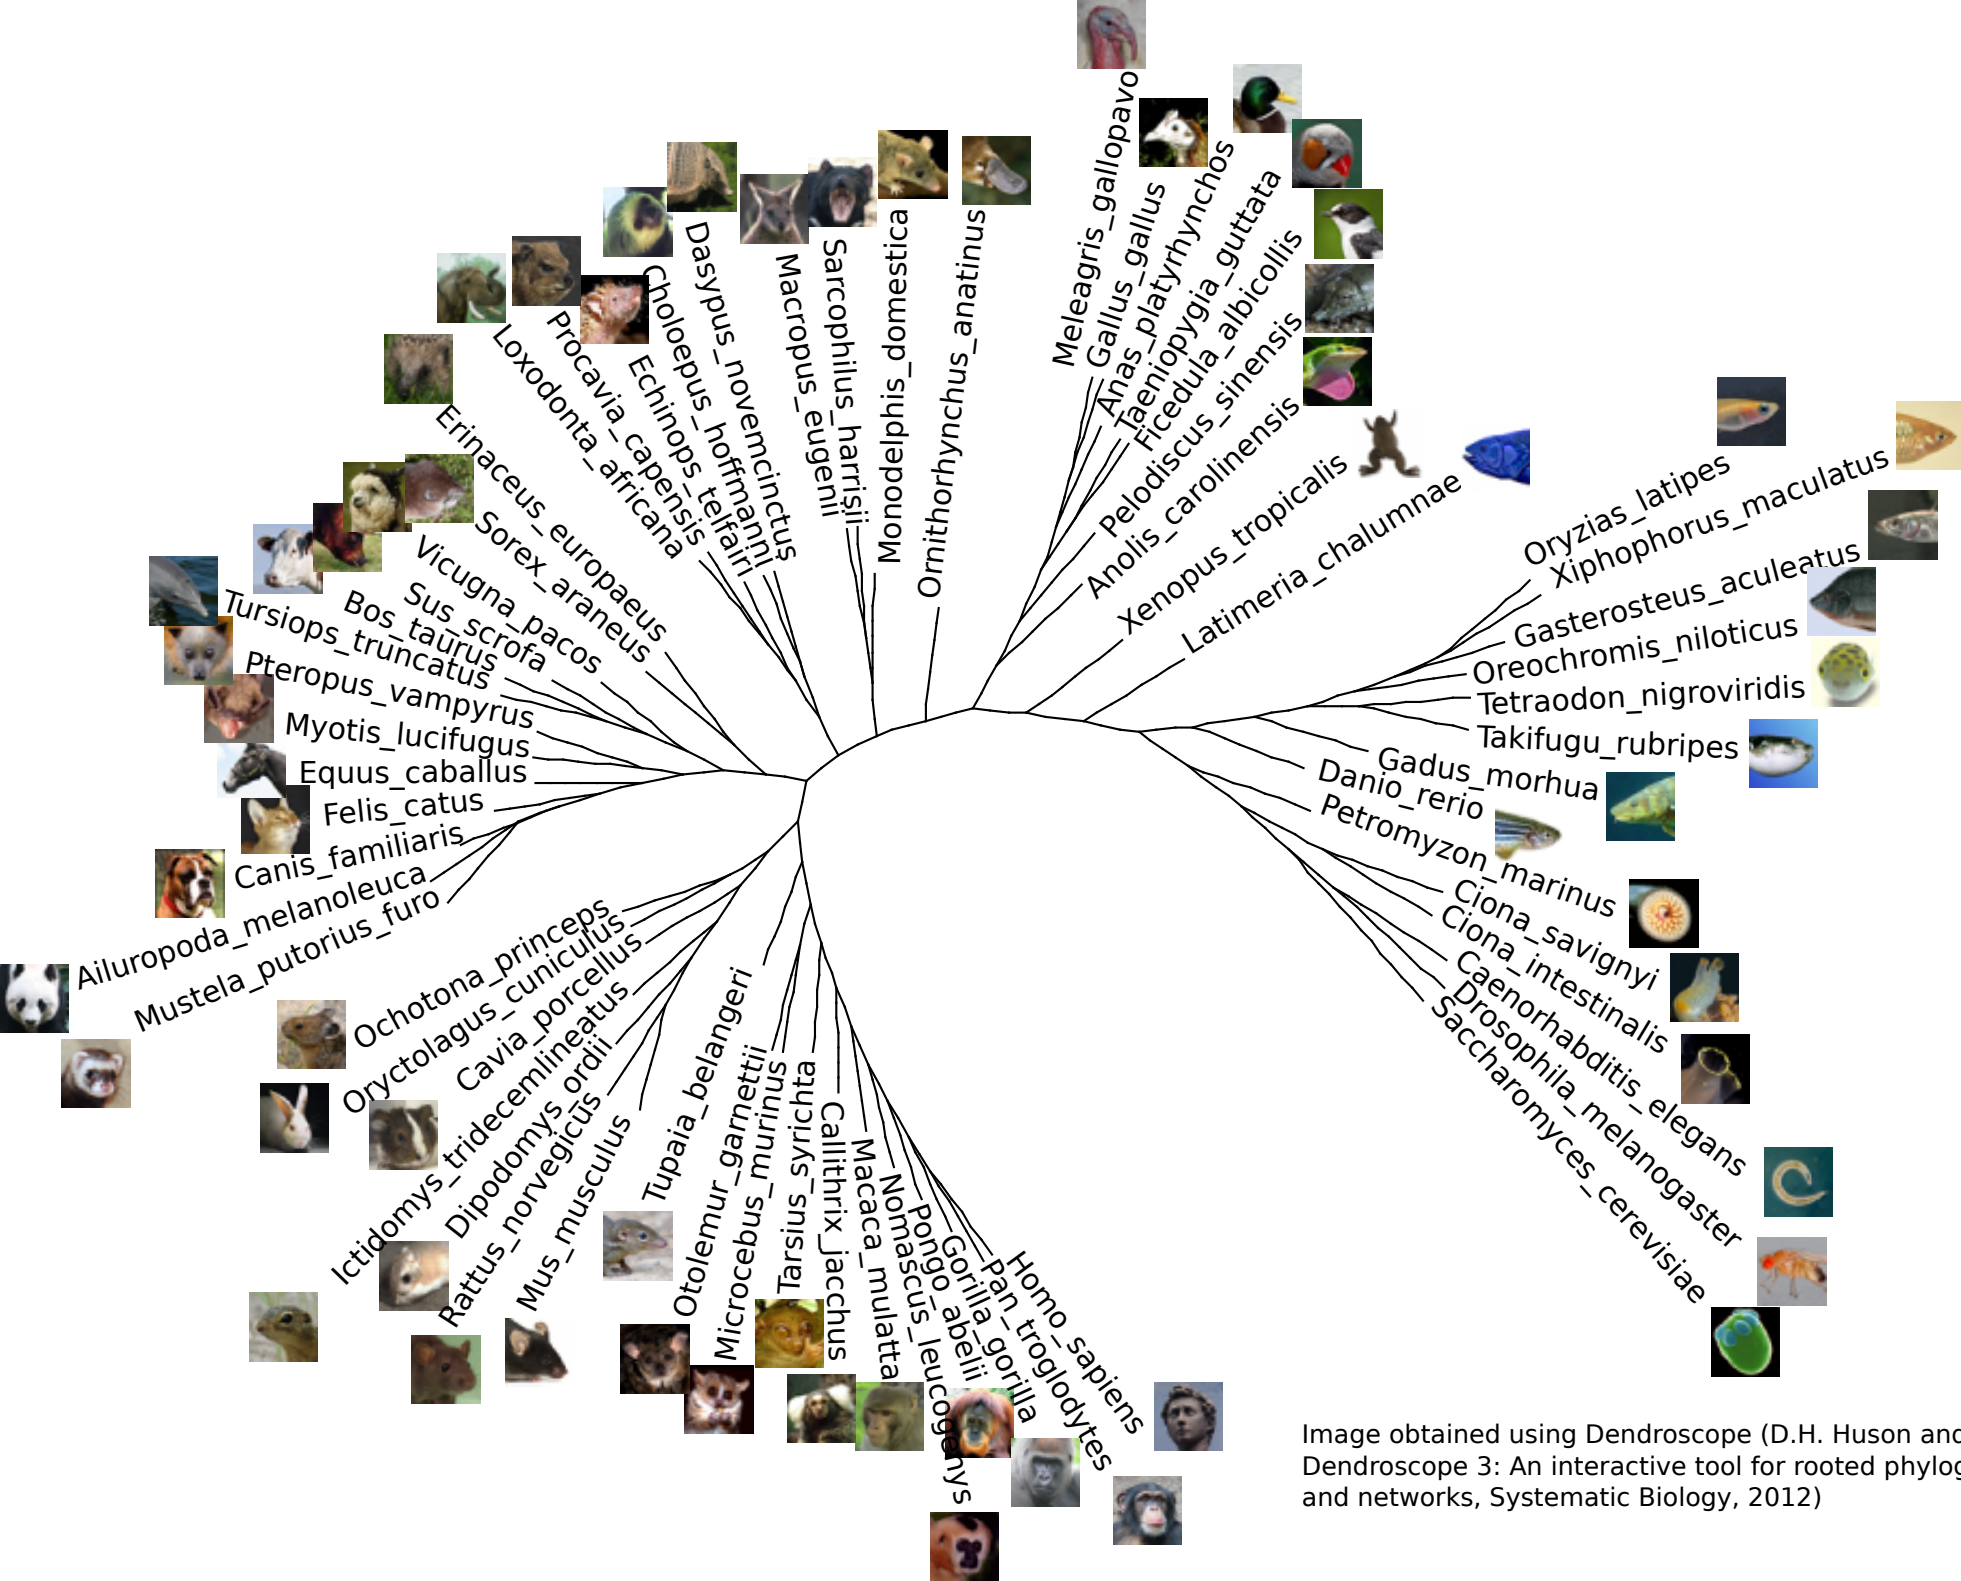 Meleagris_gallopavo
Gallus_gallus
Anas_platyrhynchos
Taeniopygia_guttata
Ficedula_albicollis
Pelodiscus_sinensis
Anolis_carolinensis
Xenopus_tropicalis
Latimeria_chalumnae
Oryzias_latipes
Xiphophorus_maculatus
Gasterosteus_aculeatus
Oreochromis_niloticus
Tetraodon_nigroviridis
Takifugu_rubripes
Gadus_morhua
Danio_rerio
Petromyzon_marinus
Ciona_savignyi
Ciona_intestinalis
Caenorhabditis_elegans
Drosophila_melanogaster
Saccharomyces_cerevisiae
Homo_sapiens
Pan_troglodytes
Gorilla_gorilla
Pongo_abelii
Nomascus_leucogenys
Macaca_mulatta
Callithrix_jacchus
Tarsius_syrichta
Microcebus_murinus
Otolemur_garnettii
Tupaia_belangeri
Mus_musculus
Rattus_norvegicus
Dipodomys_ordii
Ictidomys_tridecemlineatus
Cavia_porcellus
Oryctolagus_cuniculus
Ochotona_princeps
Mustela_putorius_furo
Ailuropoda_melanoleuca
Canis_familiaris
Felis_catus
Equus_caballus
Myotis_lucifugus
Pteropus_vampyrus
Tursiops_truncatus
Bos_taurus
Sus_scrofa
Vicugna_pacos
Sorex_araneus
Erinaceus_europaeus
Loxodonta_africana
Procavia_capensis
Echinops_telfairi
Choloepus_hoffmanni
Dasypus_novemcinctus
Macropus_eugenii
Sarcophilus_harrisii
Monodelphis_domestica
Ornithorhynchus_anatinus
Image obtained using Dendroscope (D.H. Huson and
Dendroscope 3: An interactive tool for rooted phylog
and networks, Systematic Biology, 2012)